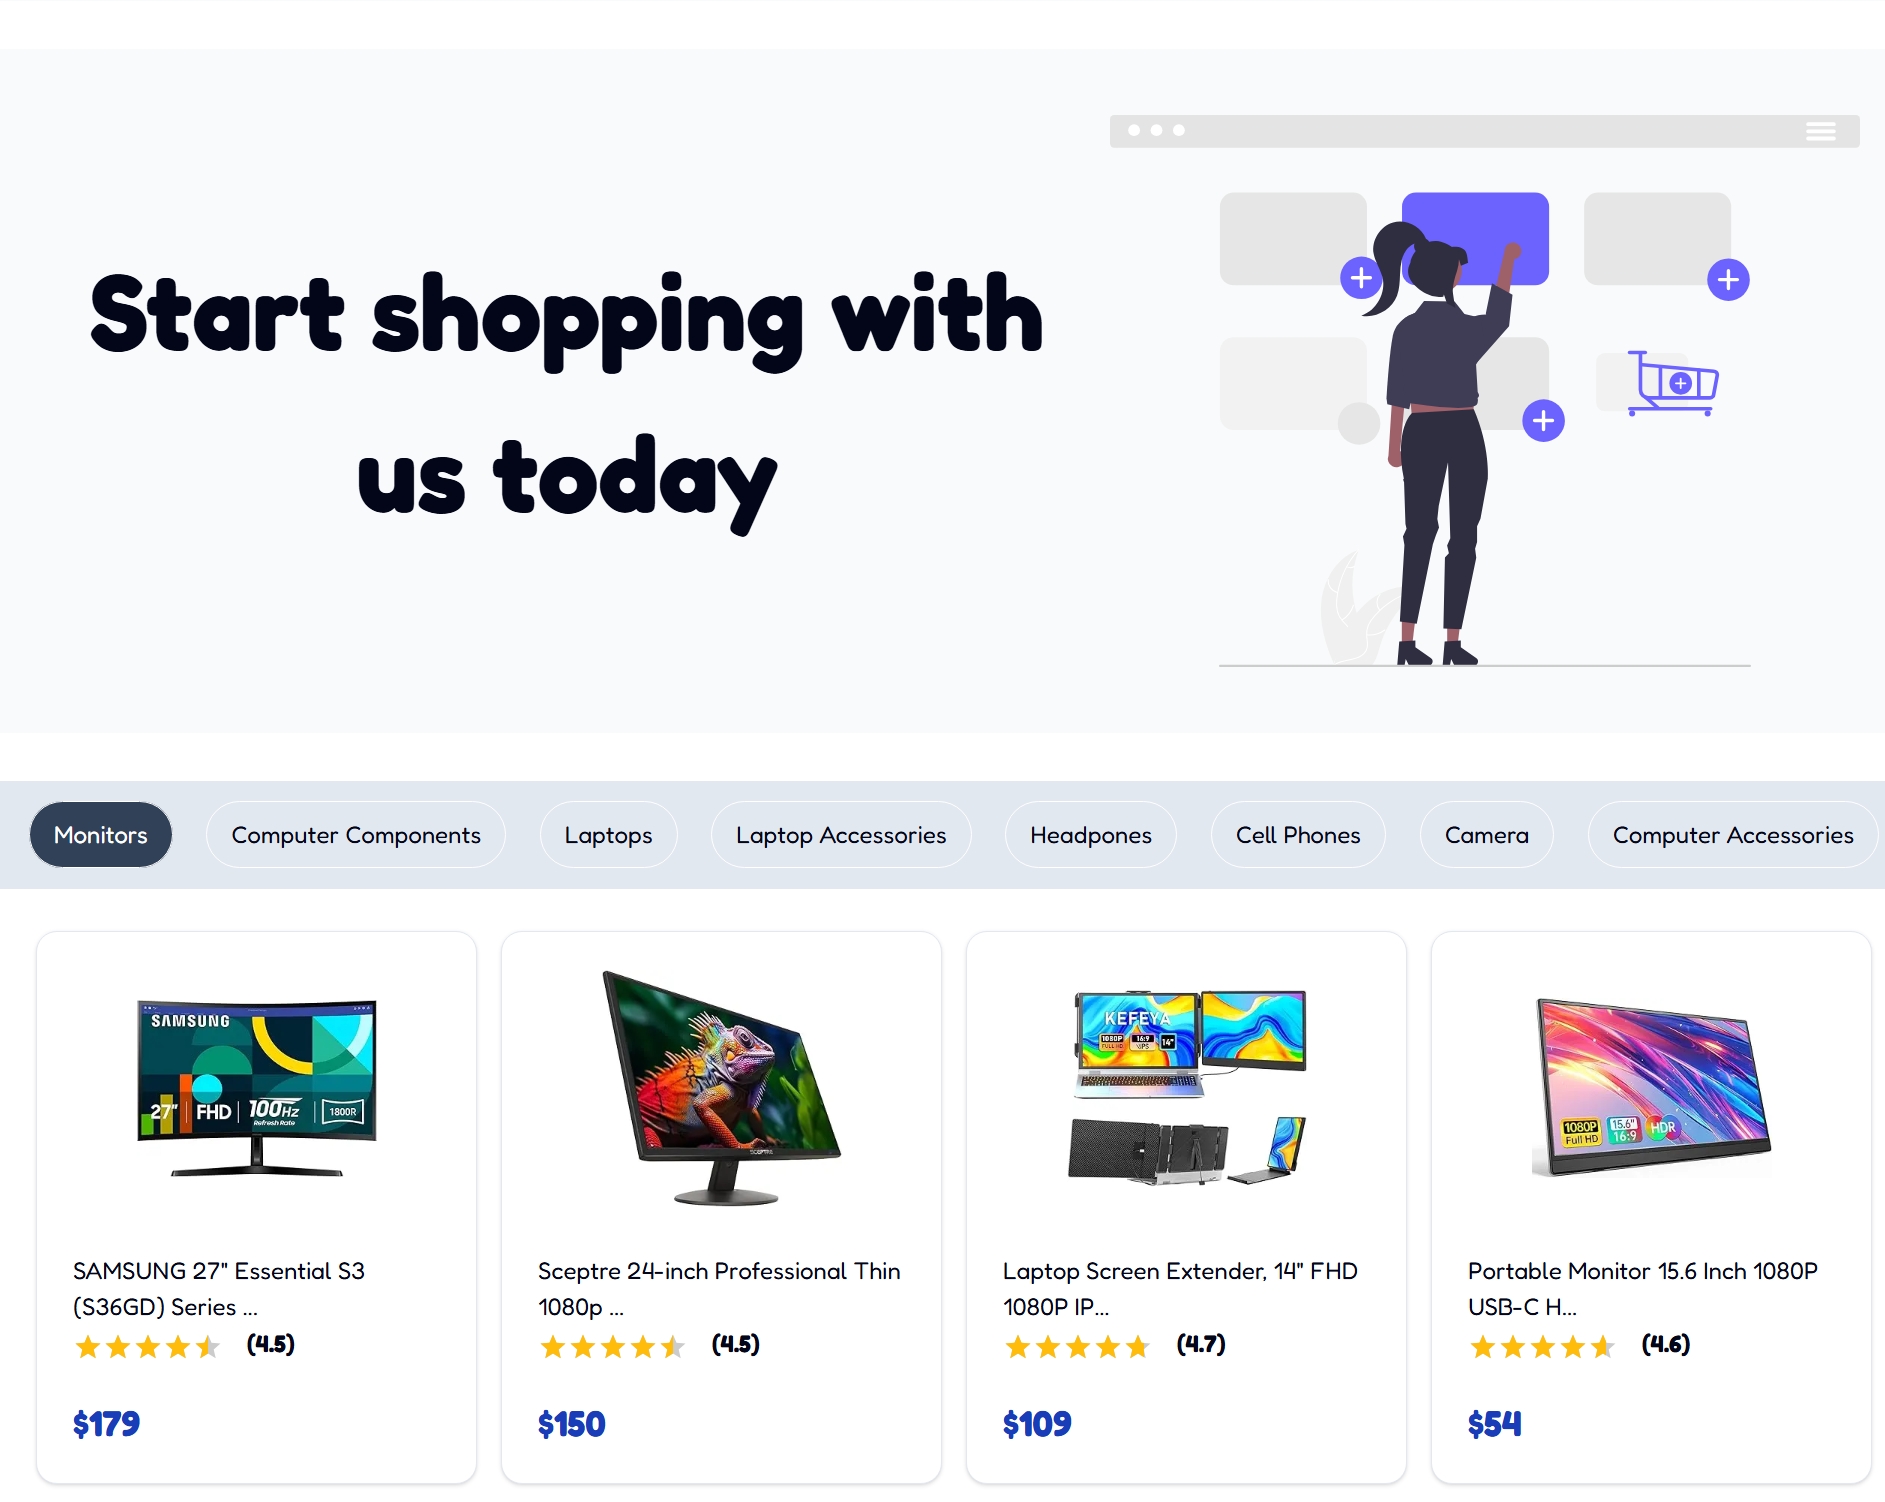 Start shopping with
us today
Monitors
Computer Components
Laptops
Laptop Accessories
Headpones
Cell Phones
Camera
Computer Accessories
SAMSUNG
27" FHD 100Hz 1800R
Refresh Rate
SAMSUNG 27" Essential S3
(S36GD) Series ...
(4.5)
$179
SCEPTRE
Sceptre 24-inch Professional Thin
1080p ...
(4.5)
$150
KEFEYA
1080P 16:9 14"
FULL HD IPS
Laptop Screen Extender, 14" FHD
1080P IP...
(4.7)
$109
1080P 15.6" HDR
Full HD 16:9
Portable Monitor 15.6 Inch 1080P
USB-C H...
(4.6)
$54